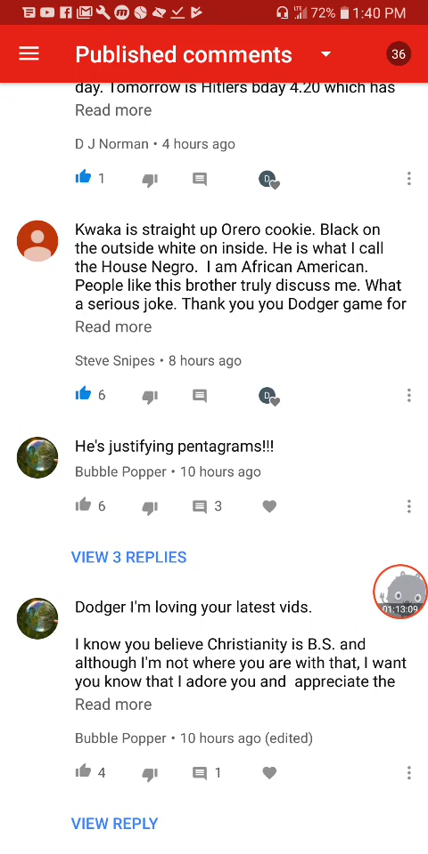 72% 1:40 PM
Published comments 36
day. Tomorrow is Hitlers bday 4.20 which has
Read more
D J Norman • 4 hours ago
1 D
Kwaka is straight up Orero cookie. Black on
the outside white on inside. He is what I call
the House Negro. I am African American.
People like this brother truly discuss me. What
a serious joke. Thank you you Dodger game for
Read more
Steve Snipes • 8 hours ago
6 D
He's justifying pentagrams!!!
Bubble Popper • 10 hours ago
6 3
VIEW 3 REPLIES
01:13:09
Dodger I'm loving your latest vids.
I know you believe Christianity is B.S. and
although I'm not where you are with that, I want
you know that I adore you and appreciate the
Read more
Bubble Popper • 10 hours ago (edited)
4 1
VIEW REPLY